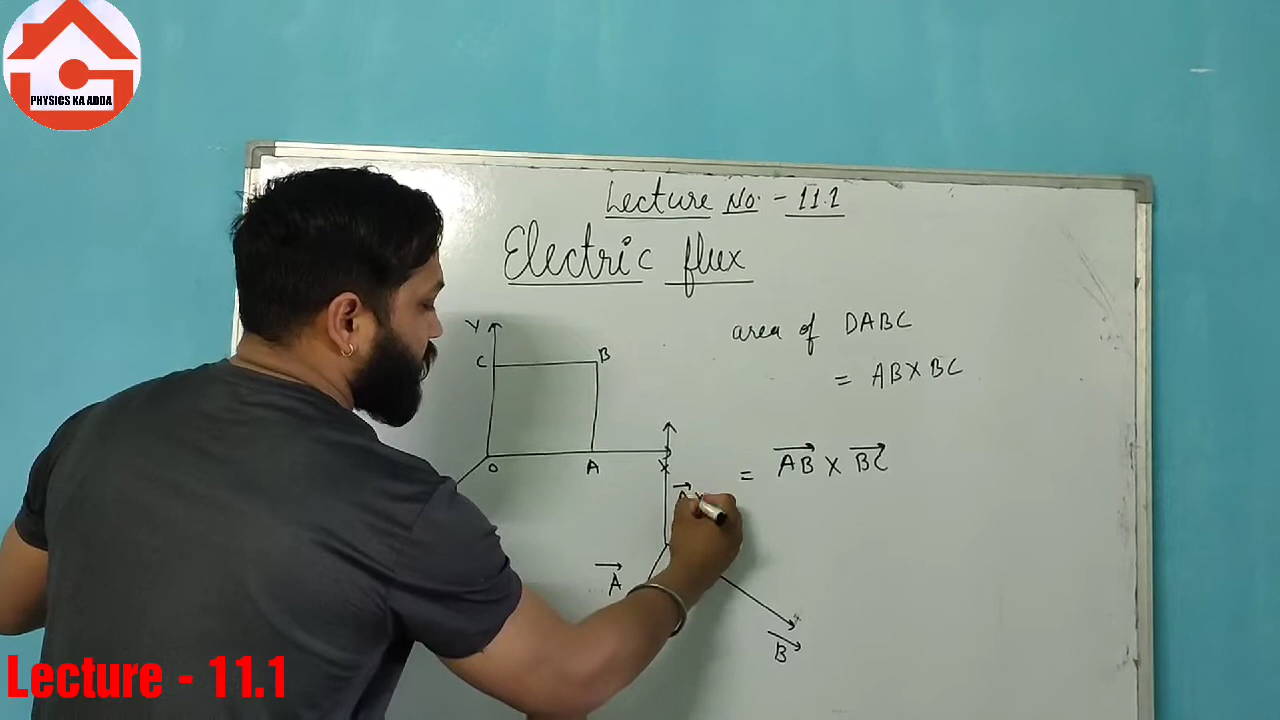 PHYSICS KA ADDA
Lecture No. - 11.1
Electric flux
Y
C
B
O
A
X
area of DABC
= AB X BC
= AB X BC
A
B
Lecture - 11.1